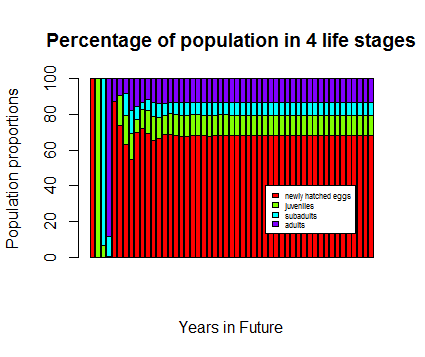 Percentage of population in 4 life stages
Population proportions
100
80
60
40
20
0
newly hatched eggs
juveniles
subadults
adults
Years in Future